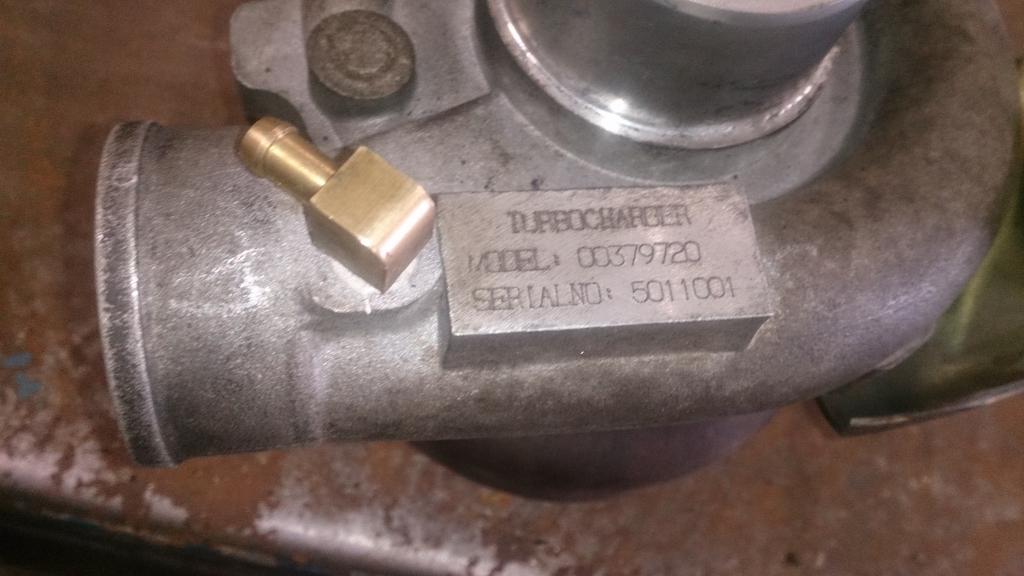 TURBOCHARGER
MODEL: 00379720
SERIALNO: 5011001